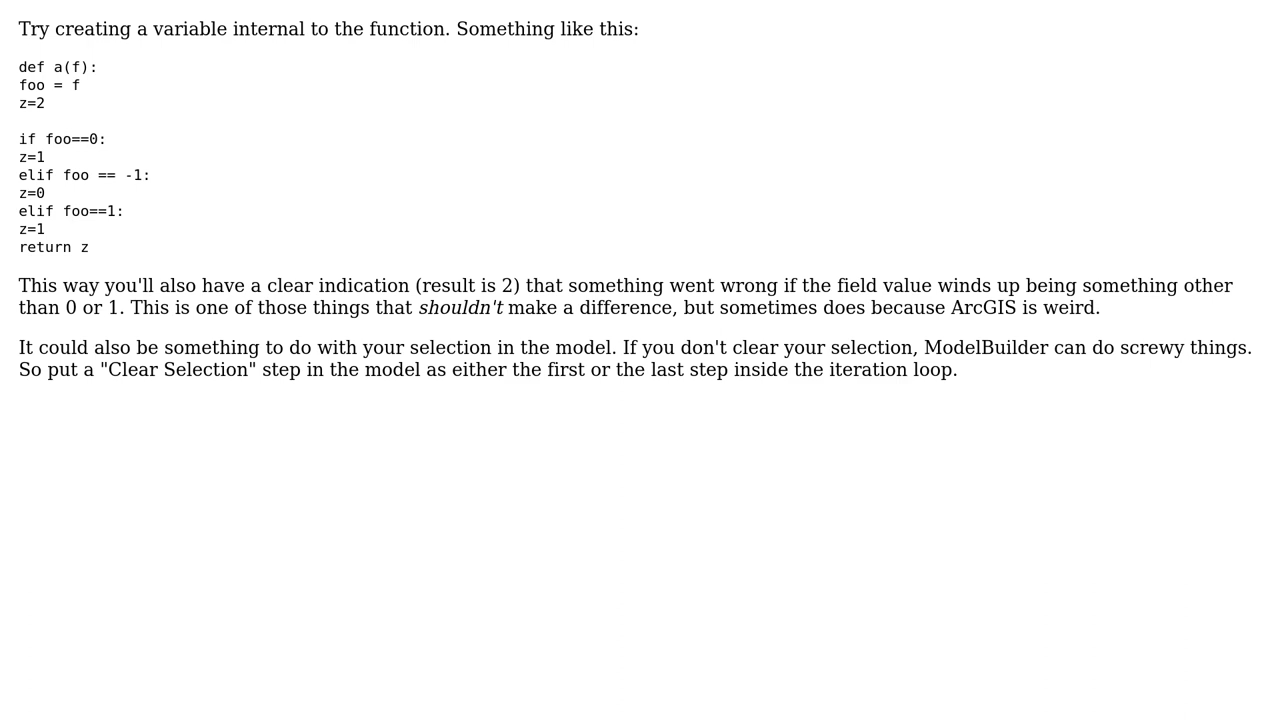 Try creating a variable internal to the function. Something like this:
def a(f):
foo = f
z=2
if foo==0:
z=1
elif foo == -1:
z=0
elif foo==1:
z=1
return z
This way you'll also have a clear indication (result is 2) that something went wrong if the field value winds up being something other
than 0 or 1. This is one of those things that shouldn't make a difference, but sometimes does because ArcGIS is weird.
It could also be something to do with your selection in the model. If you don't clear your selection, ModelBuilder can do screwy things.
So put a "Clear Selection" step in the model as either the first or the last step inside the iteration loop.